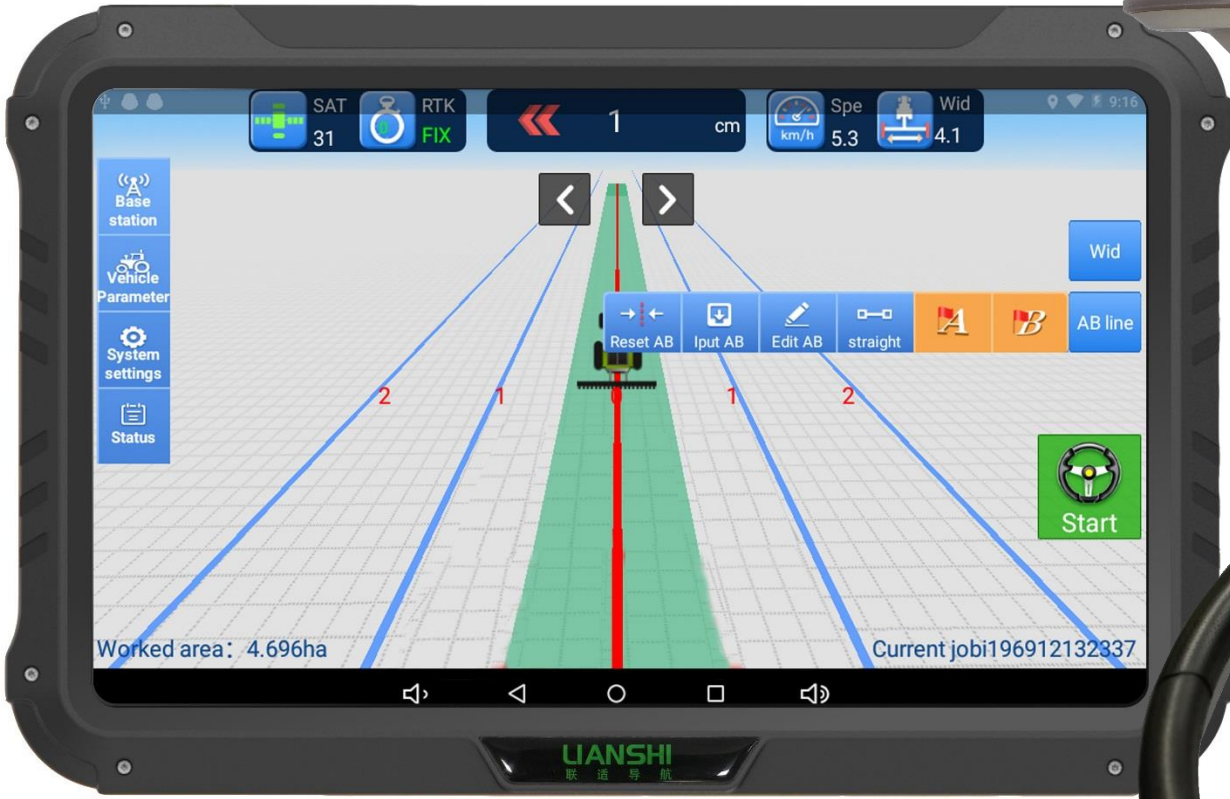 9:16
SAT
31
RTK
FIX
0
1
cm
Spe
km/h
5.3
Wid
4.1
Base
station
Vehicle
Parameter
System
settings
Status
Wid
Reset AB
Iput AB
Edit AB
straight
A
B
AB line
2
1
0
1
2
Start
Worked area: 4.696ha
Current jobi196912132337
LIANSHI
联适导航